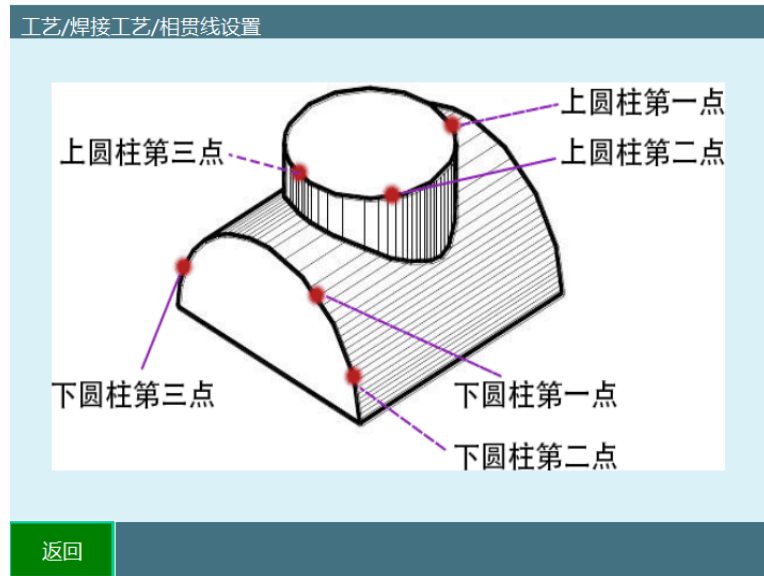 工艺/焊接工艺/相贯线设置
上圆柱第一点
上圆柱第三点
上圆柱第二点
下圆柱第三点
下圆柱第一点
下圆柱第二点
返回